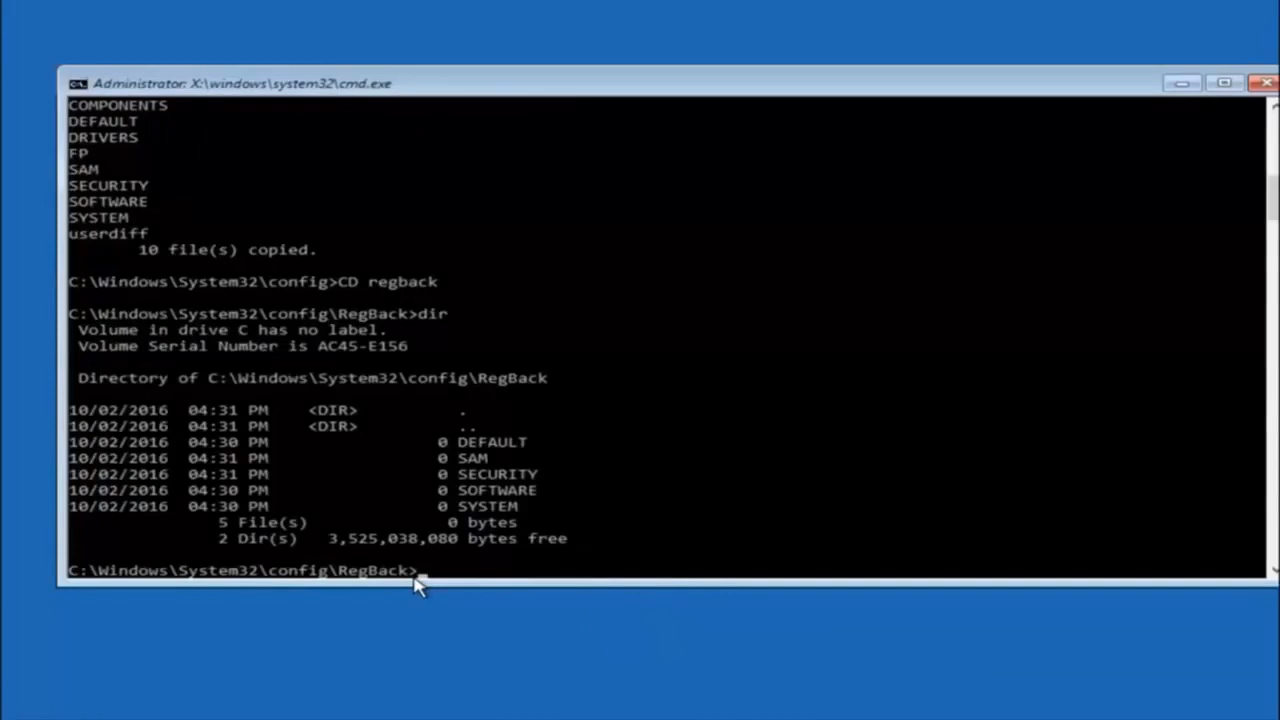 Administrator: X:\windows\system32\cmd.exe
COMPONENTS
DEFAULT
DRIVERS
FP
SAM
SECURITY
SOFTWARE
SYSTEM
userdiff
10 file(s) copied.
C:\Windows\System32\config>CD regback
C:\Windows\System32\config\RegBack>dir
Volume in drive C has no label.
Volume Serial Number is AC45-E156
Directory of C:\Windows\System32\config\RegBack
10/02/2016 04:31 PM <DIR> .
10/02/2016 04:31 PM <DIR> ..
10/02/2016 04:30 PM 0 DEFAULT
10/02/2016 04:31 PM 0 SAM
10/02/2016 04:31 PM 0 SECURITY
10/02/2016 04:30 PM 0 SOFTWARE
10/02/2016 04:30 PM 0 SYSTEM
5 File(s) 0 bytes
2 Dir(s) 3,525,038,080 bytes free
C:\Windows\System32\config\RegBack>_